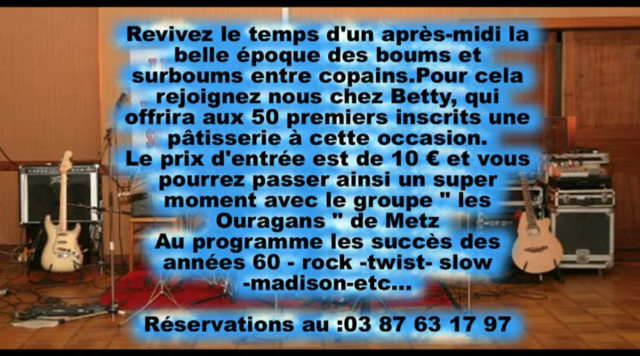 Revivez le temps d'un après-midi la
belle époque des boums et
surboums entre copains.Pour cela
rejoignez nous chez Betty, qui
offrira aux 50 premiers inscrits une
pâtisserie à cette occasion.
Le prix d'entrée est de 10 € et vous
pourrez passer ainsi un super
moment avec le groupe " les
Ouragans " de Metz
Au programme les succès des
années 60 - rock -twist- slow
-madison-etc...
Réservations au :03 87 63 17 97